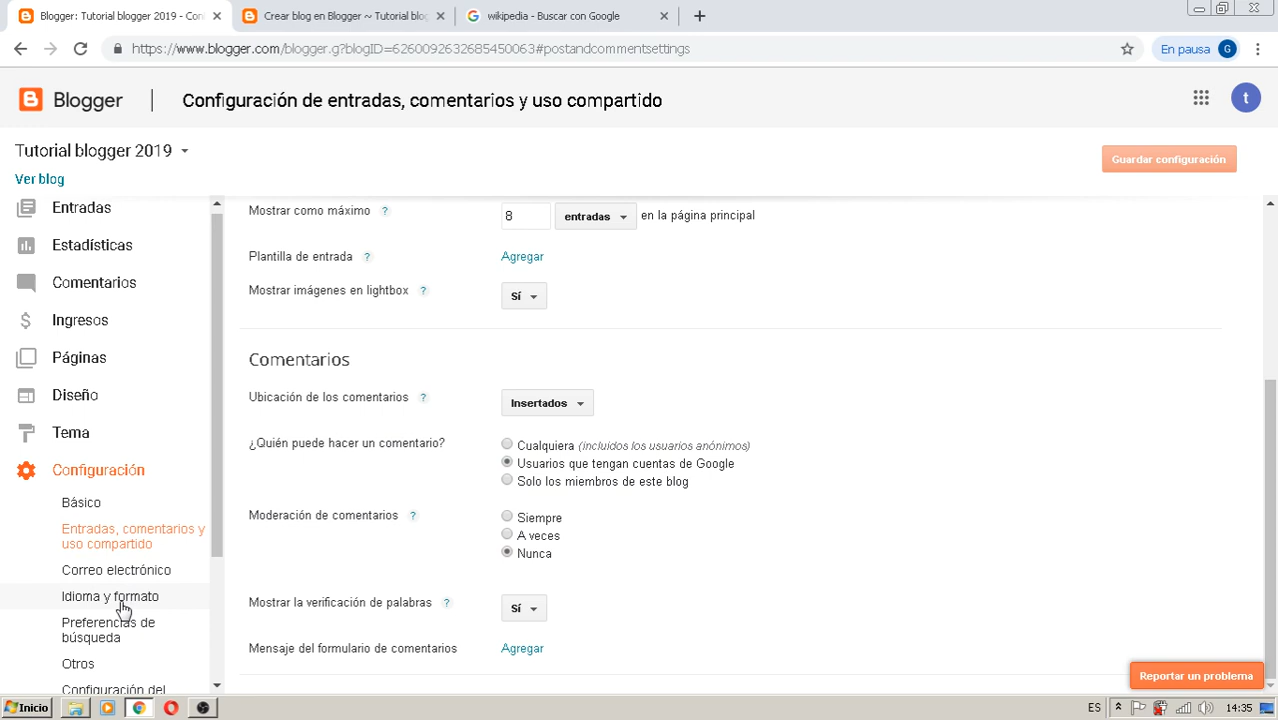 Blogger: Tutorial blogger 2019 - Con
Crear blog en Blogger ~ Tutorial blog
wikipedia - Buscar con Google
https://www.blogger.com/blogger.g?blogID=6260092632685450063#postandcommentsettings
En pausa G
Blogger
Configuración de entradas, comentarios y uso compartido
t
Tutorial blogger 2019
Guardar configuración
Ver blog
Entradas
Estadísticas
Comentarios
Ingresos
Páginas
Diseño
Tema
Configuración
Básico
Entradas, comentarios y
uso compartido
Correo electrónico
Idioma y formato
Preferencias de
búsqueda
Otros
Configuración del
Mostrar como máximo ? 8 entradas en la página principal
Plantilla de entrada ? Agregar
Mostrar imágenes en lightbox ? Sí
Comentarios
Ubicación de los comentarios ? Insertados
¿Quién puede hacer un comentario? Cualquiera (incluidos los usuarios anónimos)
Usuarios que tengan cuentas de Google
Solo los miembros de este blog
Moderación de comentarios ? Siempre
A veces
Nunca
Mostrar la verificación de palabras ? Sí
Mensaje del formulario de comentarios Agregar
Reportar un problema
Inicio
ES
14:35